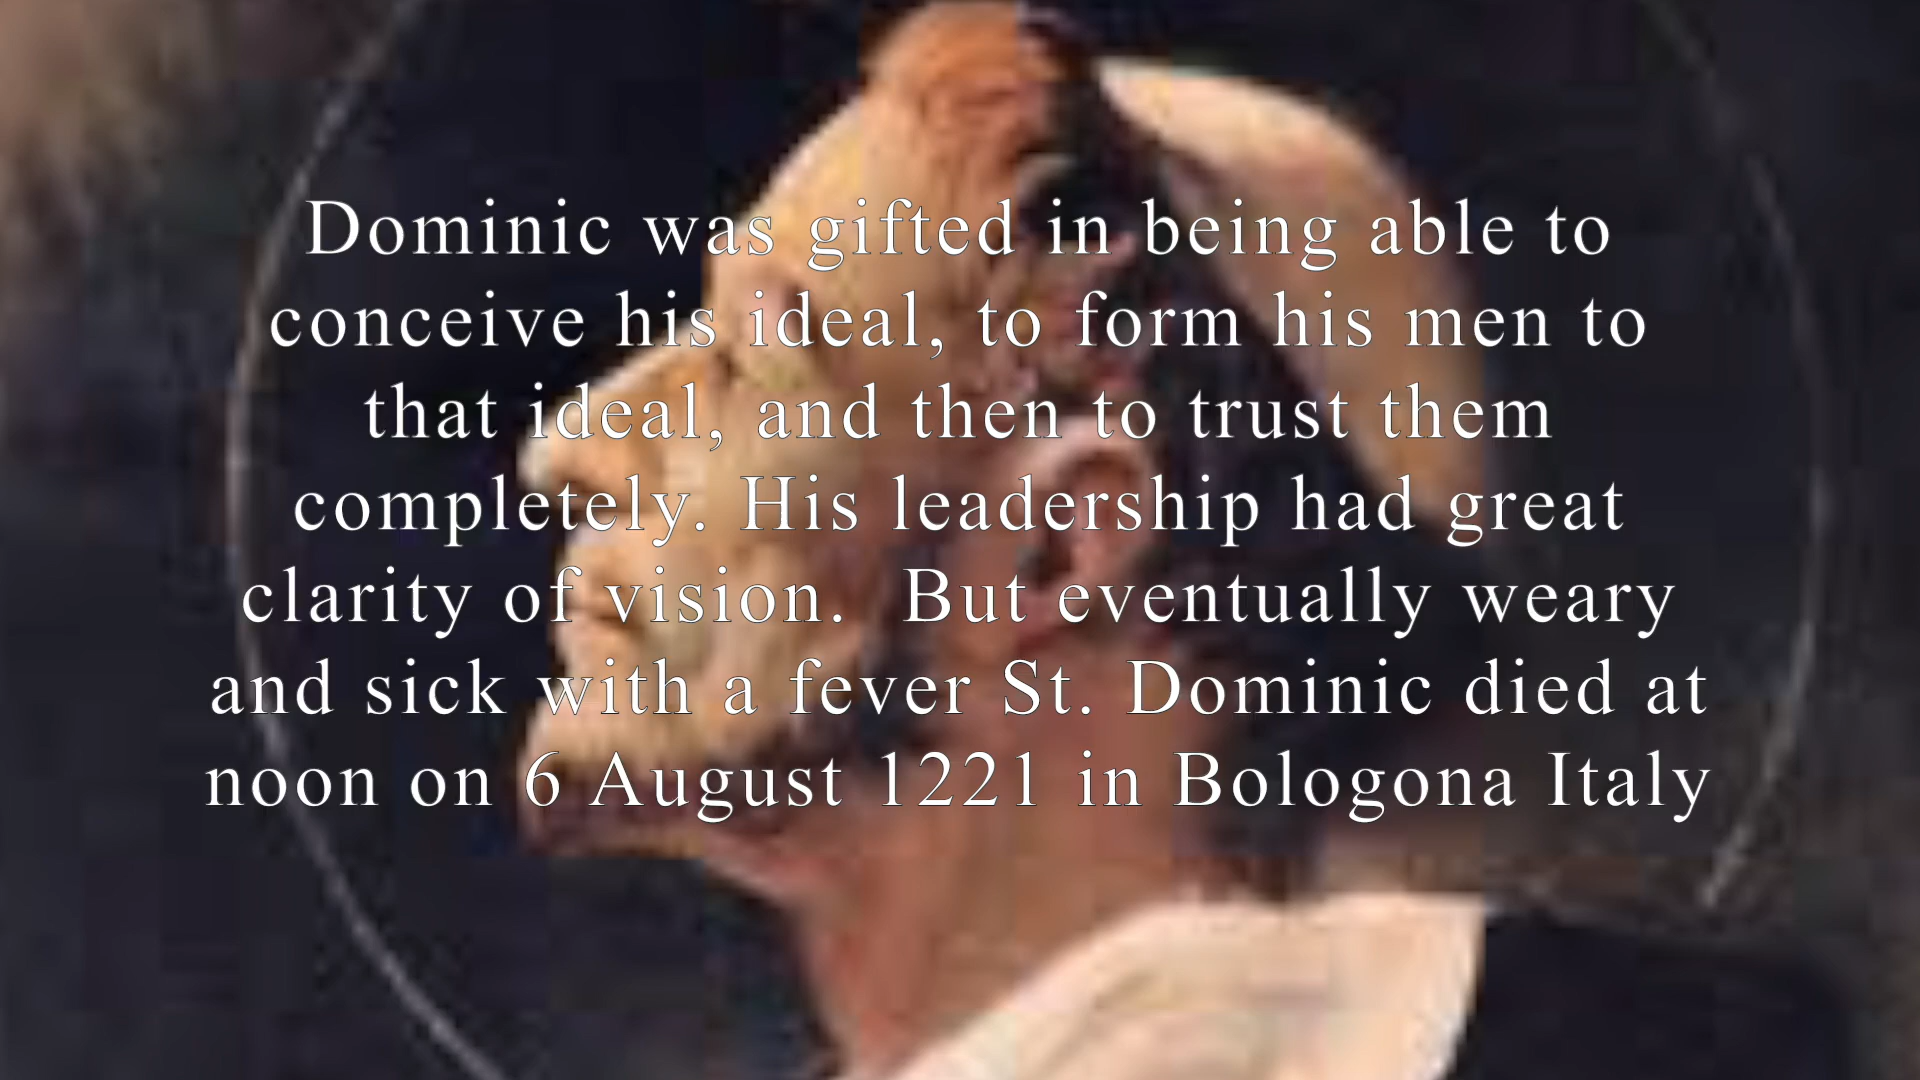 Dominic was gifted in being able to
conceive his ideal, to form his men to
that ideal, and then to trust them
completely. His leadership had great
clarity of vision.  But eventually weary
and sick with a fever St. Dominic died at
noon on 6 August 1221 in Bologona Italy